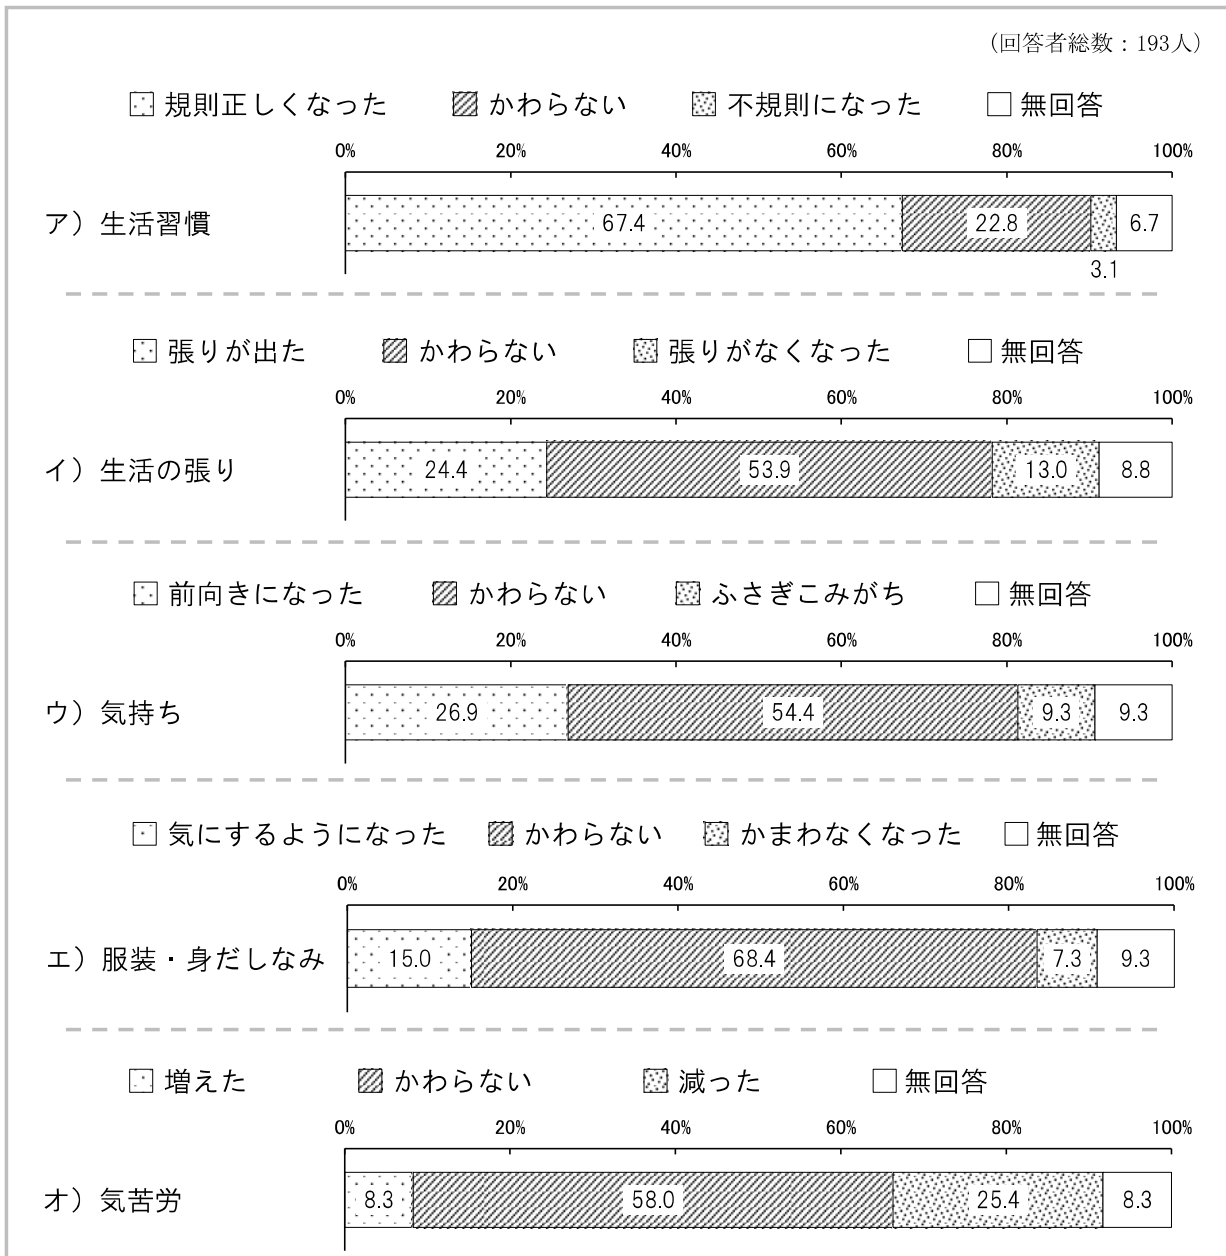 （回答者総数：193人）
規則正しくなった かわらない 不規則になった 無回答
0% 20% 40% 60% 80% 100%
ア）生活習慣 67.4 22.8 6.7
3.1
張りが出た かわらない 張りがなくなった 無回答
0% 20% 40% 60% 80% 100%
イ）生活の張り 24.4 53.9 13.0 8.8
前向きになった かわらない ふさぎこみがち 無回答
0% 20% 40% 60% 80% 100%
ウ）気持ち 26.9 54.4 9.3 9.3
気にするようになった かわらない かまわなくなった 無回答
0% 20% 40% 60% 80% 100%
エ）服装・身だしなみ 15.0 68.4 7.3 9.3
増えた かわらない 減った 無回答
0% 20% 40% 60% 80% 100%
オ）気苦労 8.3 58.0 25.4 8.3